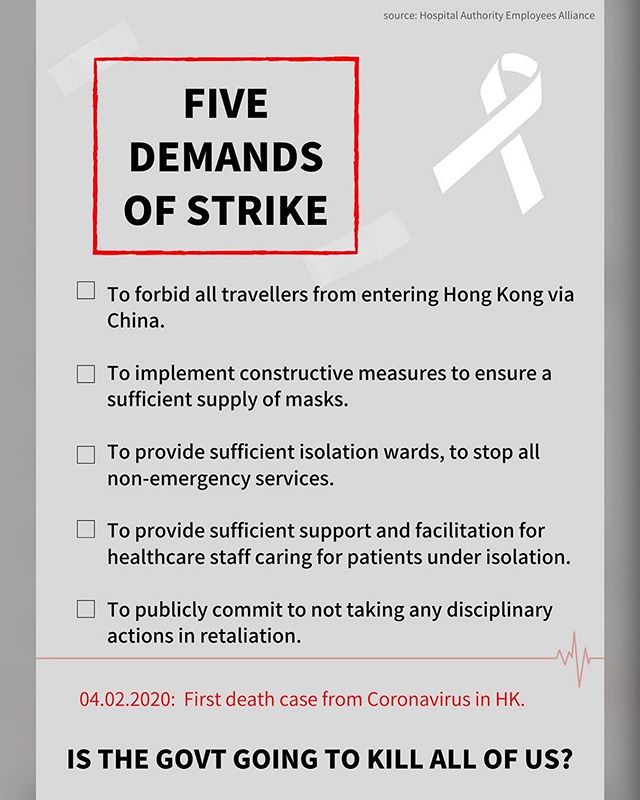 source: Hospital Authority Employees Alliance
FIVE
DEMANDS
OF STRIKE
To forbid all travellers from entering Hong Kong via
China.
To implement constructive measures to ensure a
sufficient supply of masks.
To provide sufficient isolation wards, to stop all
non-emergency services.
To provide sufficient support and facilitation for
healthcare staff caring for patients under isolation.
To publicly commit to not taking any disciplinary
actions in retaliation.
04.02.2020: First death case from Coronavirus in HK.
IS THE GOVT GOING TO KILL ALL OF US?